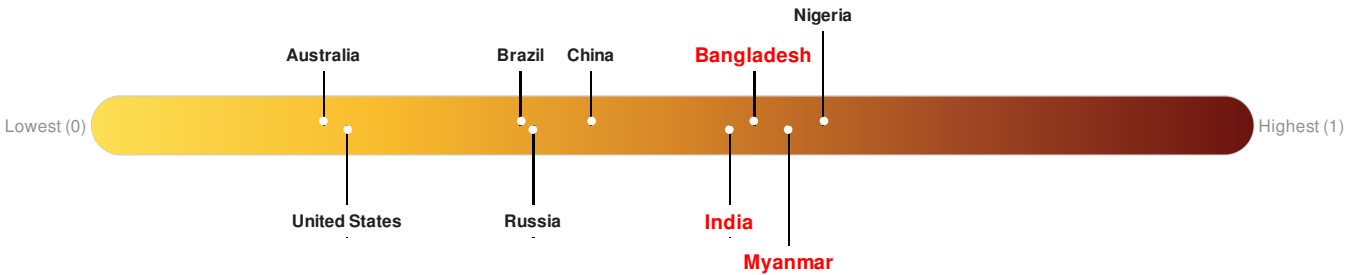 Nigeria
Australia
Brazil
China
Bangladesh
Lowest (0)
Highest (1)
United States
Russia
India
Myanmar